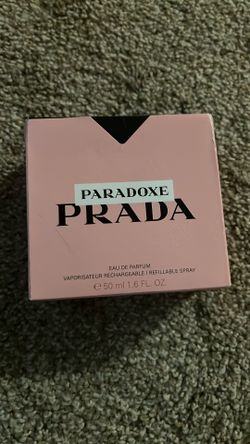 PARADOXE
PRADA
EAU DE PARFUM
VAPORISATEUR RECHARGEABLE / REFILLABLE SPRAY
℮ 50 ml 1.6 FL. OZ.